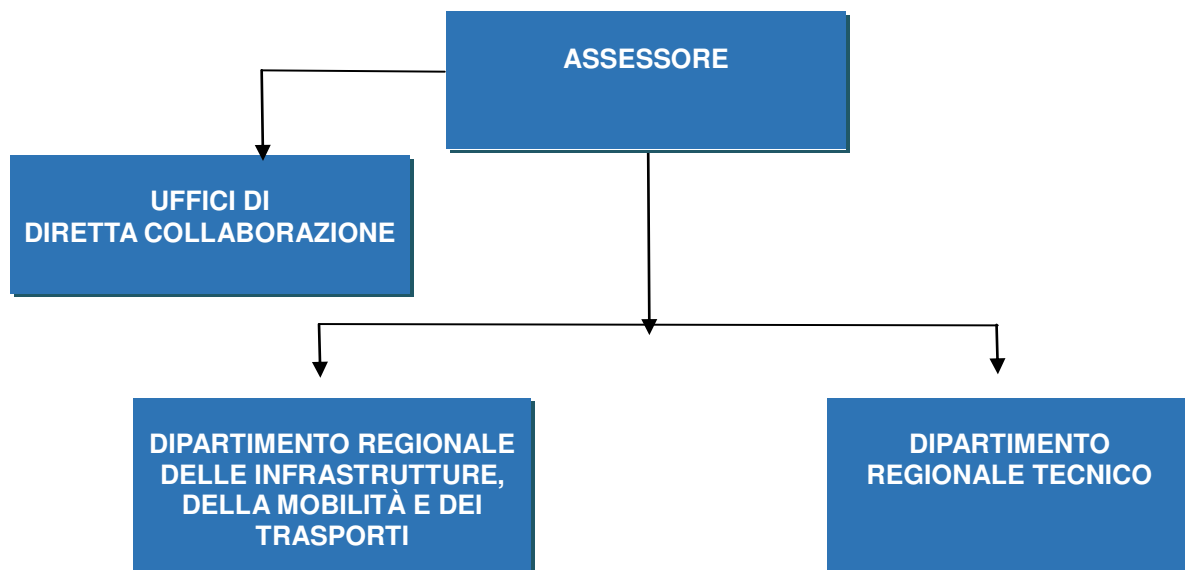 ASSESSORE
UFFICI DI
DIRETTA COLLABORAZIONE
DIPARTIMENTO REGIONALE
DELLE INFRASTRUTTURE,
DELLA MOBILITÀ E DEI
TRASPORTI
DIPARTIMENTO
REGIONALE TECNICO